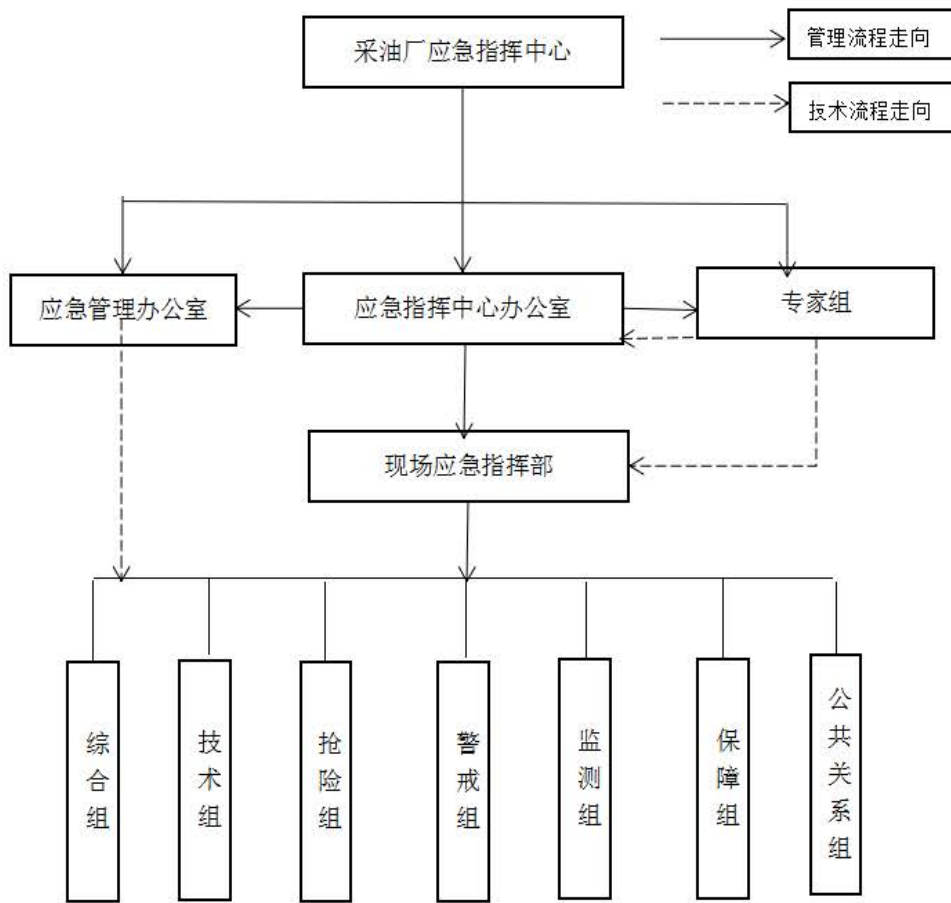 采油厂应急指挥中心
管理流程走向
技术流程走向
应急管理办公室
应急指挥中心办公室
专家组
现场应急指挥部
综合组
技术组
抢险组
警戒组
监测组
保障组
公共关系组